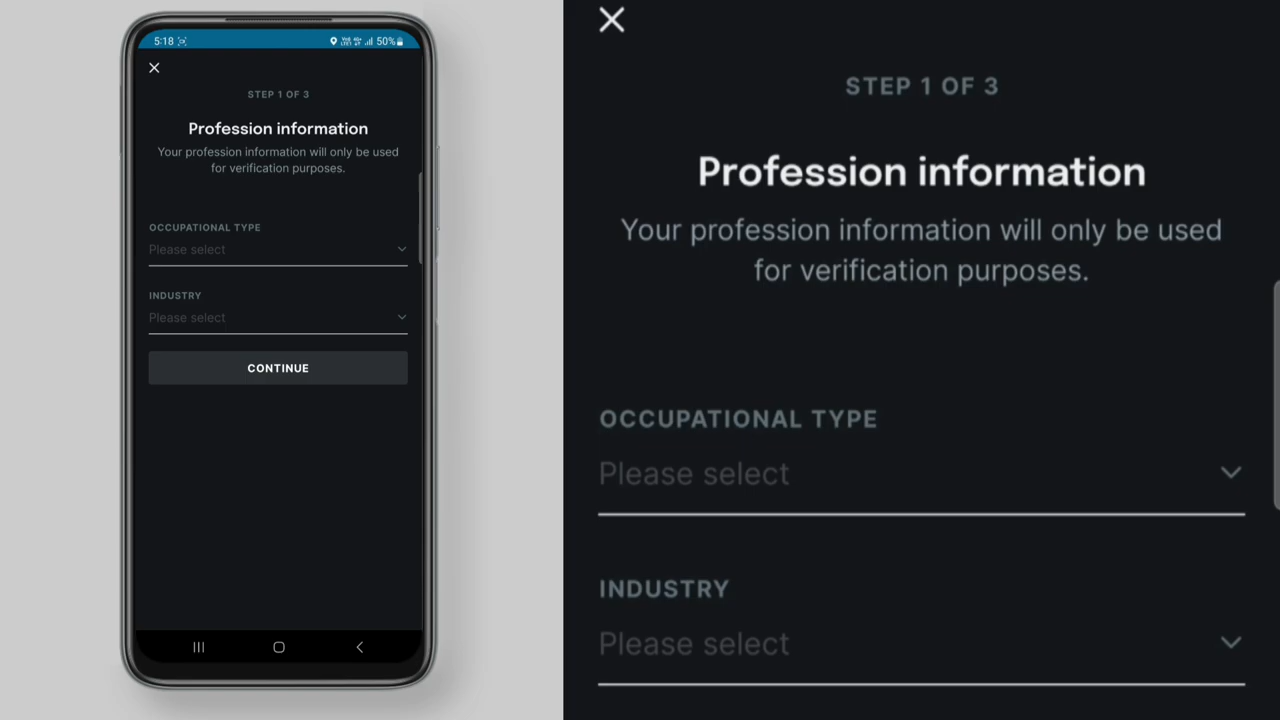 5:18
50%
STEP 1 OF 3
Profession information
Your profession information will only be used
for verification purposes.
OCCUPATIONAL TYPE
Please select
INDUSTRY
Please select
CONTINUE
STEP 1 OF 3
Profession information
Your profession information will only be used
for verification purposes.
OCCUPATIONAL TYPE
Please select
INDUSTRY
Please select